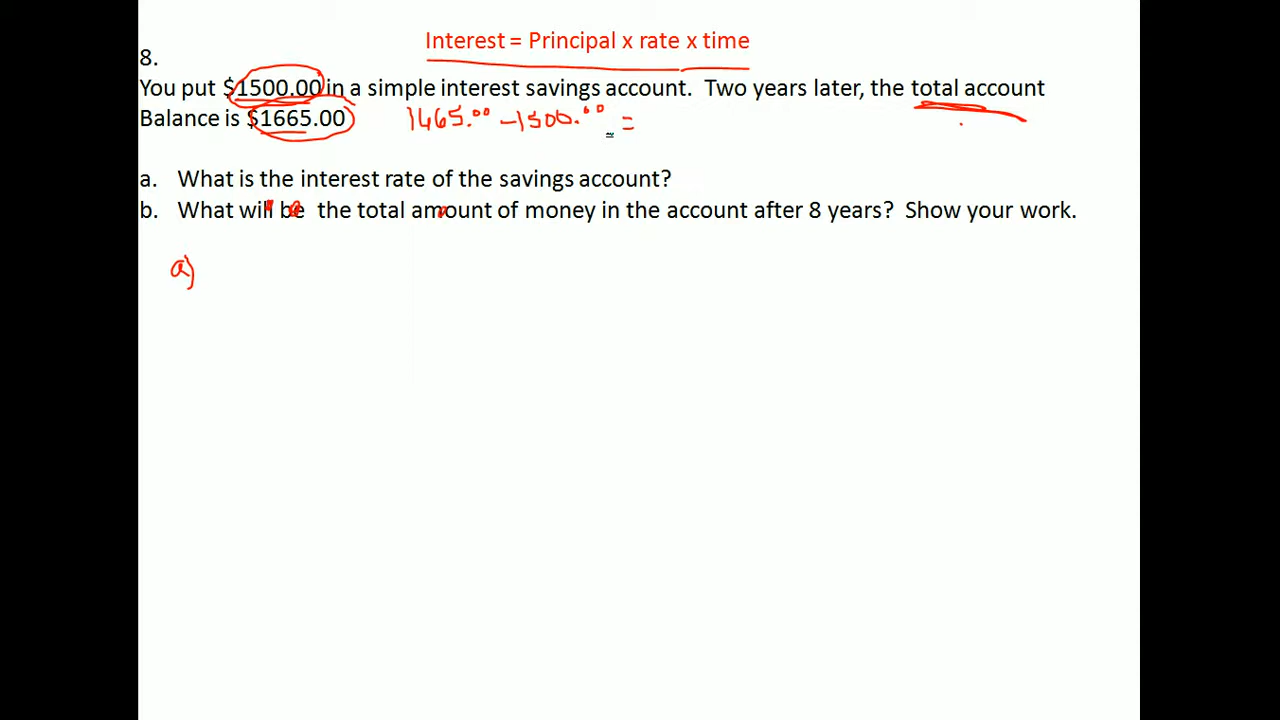 Interest = Principal x rate x time
8.
You put $1500.00 in a simple interest savings account. Two years later, the total account
Balance is $1665.00 1665.00 -1500.00 =
a. What is the interest rate of the savings account?
b. What will be the total amount of money in the account after 8 years? Show your work.
a)